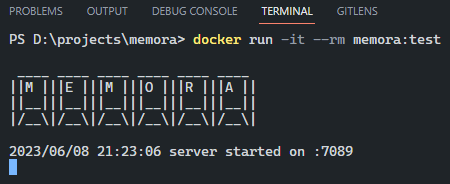 PROBLEMS OUTPUT DEBUG CONSOLE TERMINAL GITLENS
PS D:\projects\memora> docker run -it --rm memora:test
 ____ ____ ____ ____ ____ ____
||M |||E |||M |||O |||R |||A ||
||__|||__|||__|||__|||__|||__||
|/__\|/__\|/__\|/__\|/__\|/__\|
2023/06/08 21:23:06 server started on :7089